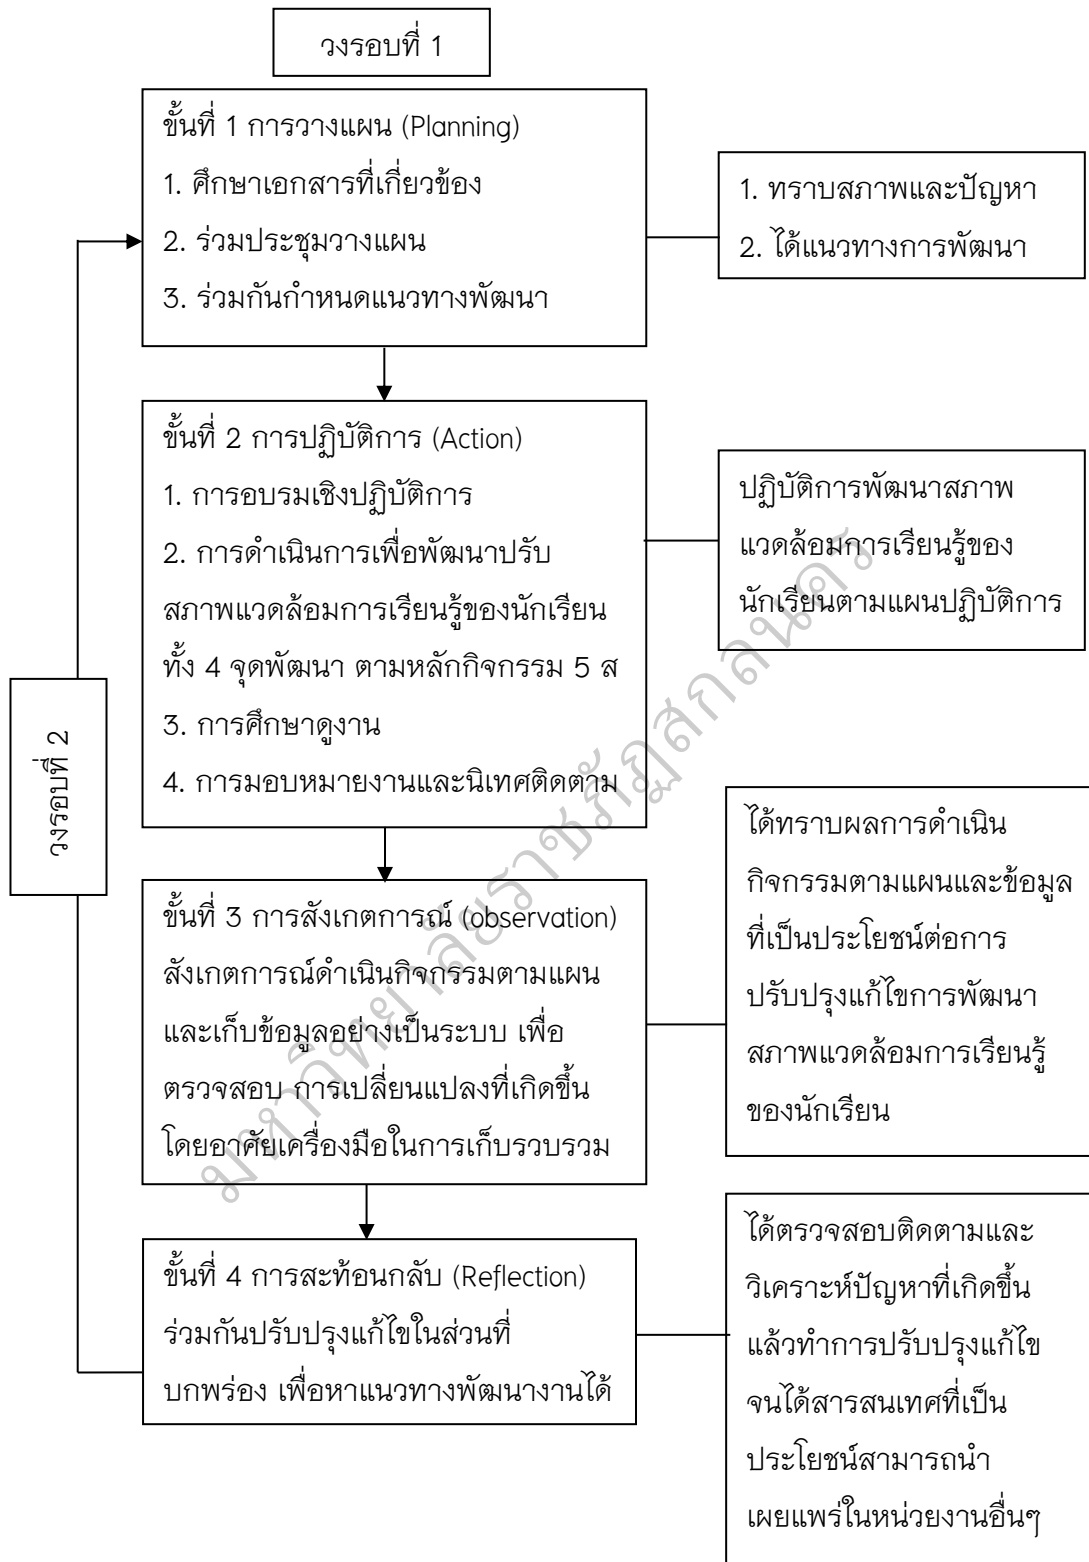 วงรอบที่ 1
ขั้นที่ 1 การวางแผน (Planning)
1. ศึกษาเอกสารที่เกี่ยวข้อง
2. ร่วมประชุมวางแผน
3. ร่วมกันกำหนดแนวทางพัฒนา
1. ทราบสภาพและปัญหา
2. ได้แนวทางการพัฒนา
ขั้นที่ 2 การปฏิบัติการ (Action)
1. การอบรมเชิงปฏิบัติการ
2. การดำเนินการเพื่อพัฒนาปรับ
สภาพแวดล้อมการเรียนรู้ของนักเรียน
ทั้ง 4 จุดพัฒนา ตามหลักกิจกรรม 5 ส
3. การศึกษาดูงาน
4. การมอบหมายงานและนิเทศติดตาม
ปฏิบัติการพัฒนาสภาพ
แวดล้อมการเรียนรู้ของ
นักเรียนตามแผนปฏิบัติการ
วงรอบที่ 2
ขั้นที่ 3 การสังเกตการณ์ (observation)
สังเกตการณ์ดำเนินกิจกรรมตามแผน
และเก็บข้อมูลอย่างเป็นระบบ เพื่อ
ตรวจสอบ การเปลี่ยนแปลงที่เกิดขึ้น
โดยอาศัยเครื่องมือในการเก็บรวบรวม
ได้ทราบผลการดำเนิน
กิจกรรมตามแผนและข้อมูล
ที่เป็นประโยชน์ต่อการ
ปรับปรุงแก้ไขการพัฒนา
สภาพแวดล้อมการเรียนรู้
ของนักเรียน
ขั้นที่ 4 การสะท้อนกลับ (Reflection)
ร่วมกันปรับปรุงแก้ไขในส่วนที่
บกพร่อง เพื่อหาแนวทางพัฒนางานได้
ได้ตรวจสอบติดตามและ
วิเคราะห์ปัญหาที่เกิดขึ้น
แล้วทำการปรับปรุงแก้ไข
จนได้สารสนเทศที่เป็น
ประโยชน์สามารถนำ
เผยแพร่ในหน่วยงานอื่นๆ
มหาวิทยาลัยราชภัฏสกลนคร